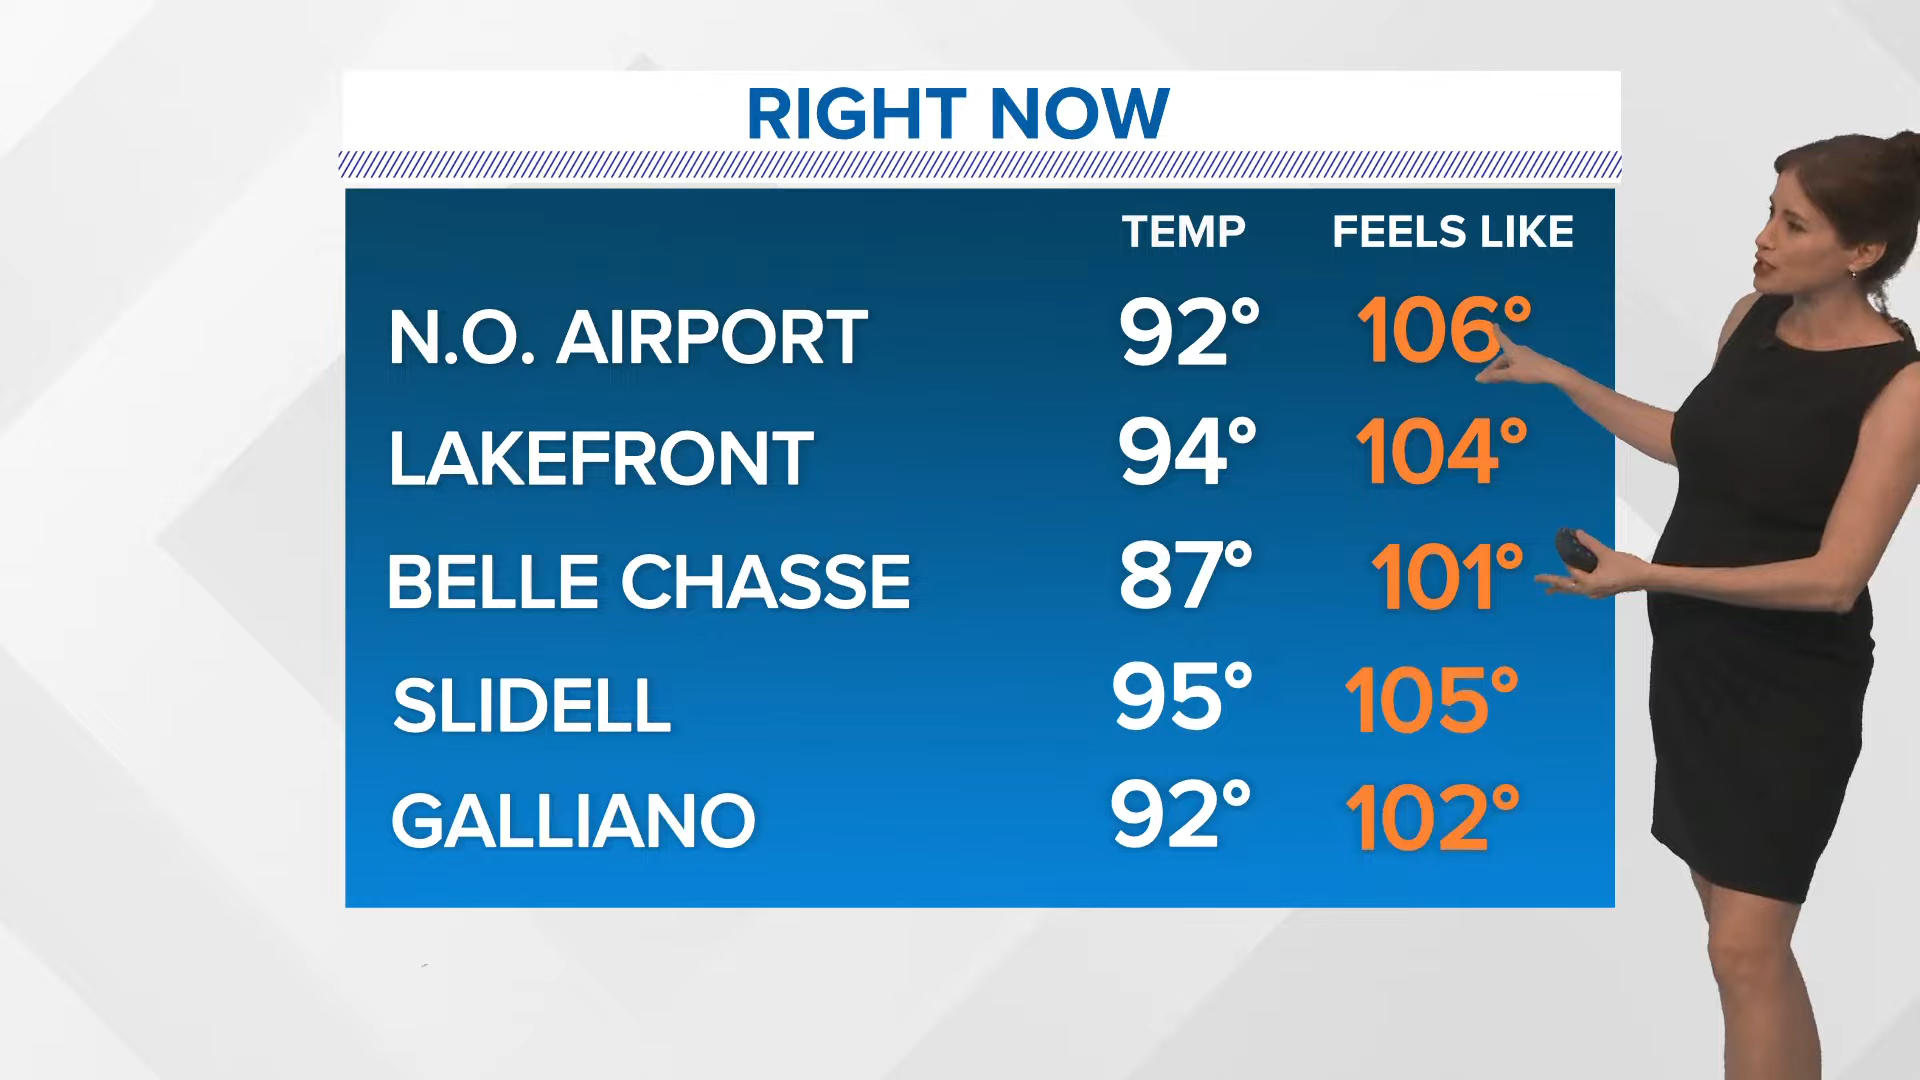 RIGHT NOW
TEMP FEELS LIKE
N.O. AIRPORT 92° 106°
LAKEFRONT 94° 104°
BELLE CHASSE 87° 101°
SLIDELL 95° 105°
GALLIANO 92° 102°